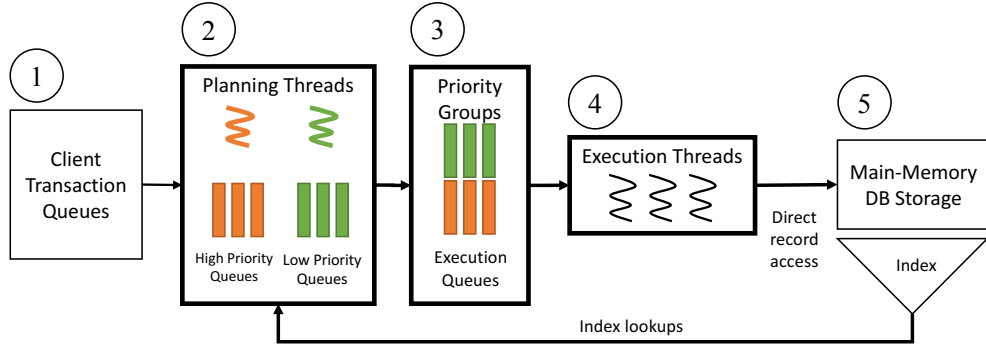 1
Client
Transaction
Queues
2
Planning Threads
High Priority
Queues
Low Priority
Queues
3
Priority
Groups
Execution
Queues
4
Execution Threads
Direct
record
access
5
Main-Memory
DB Storage
Index
Index lookups